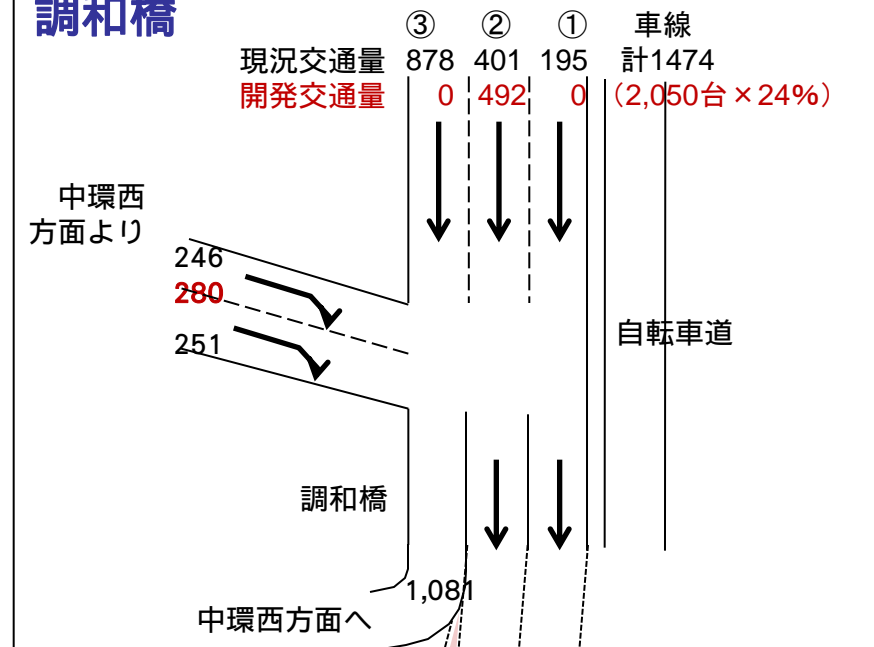 調和橋
③ ② ① 車線
現況交通量 878 401 195 計1474
開発交通量 0 492 0 (2,050台×24%)
中環西
方面より
246
280
251
自転車道
調和橋
1,081
中環西方面へ